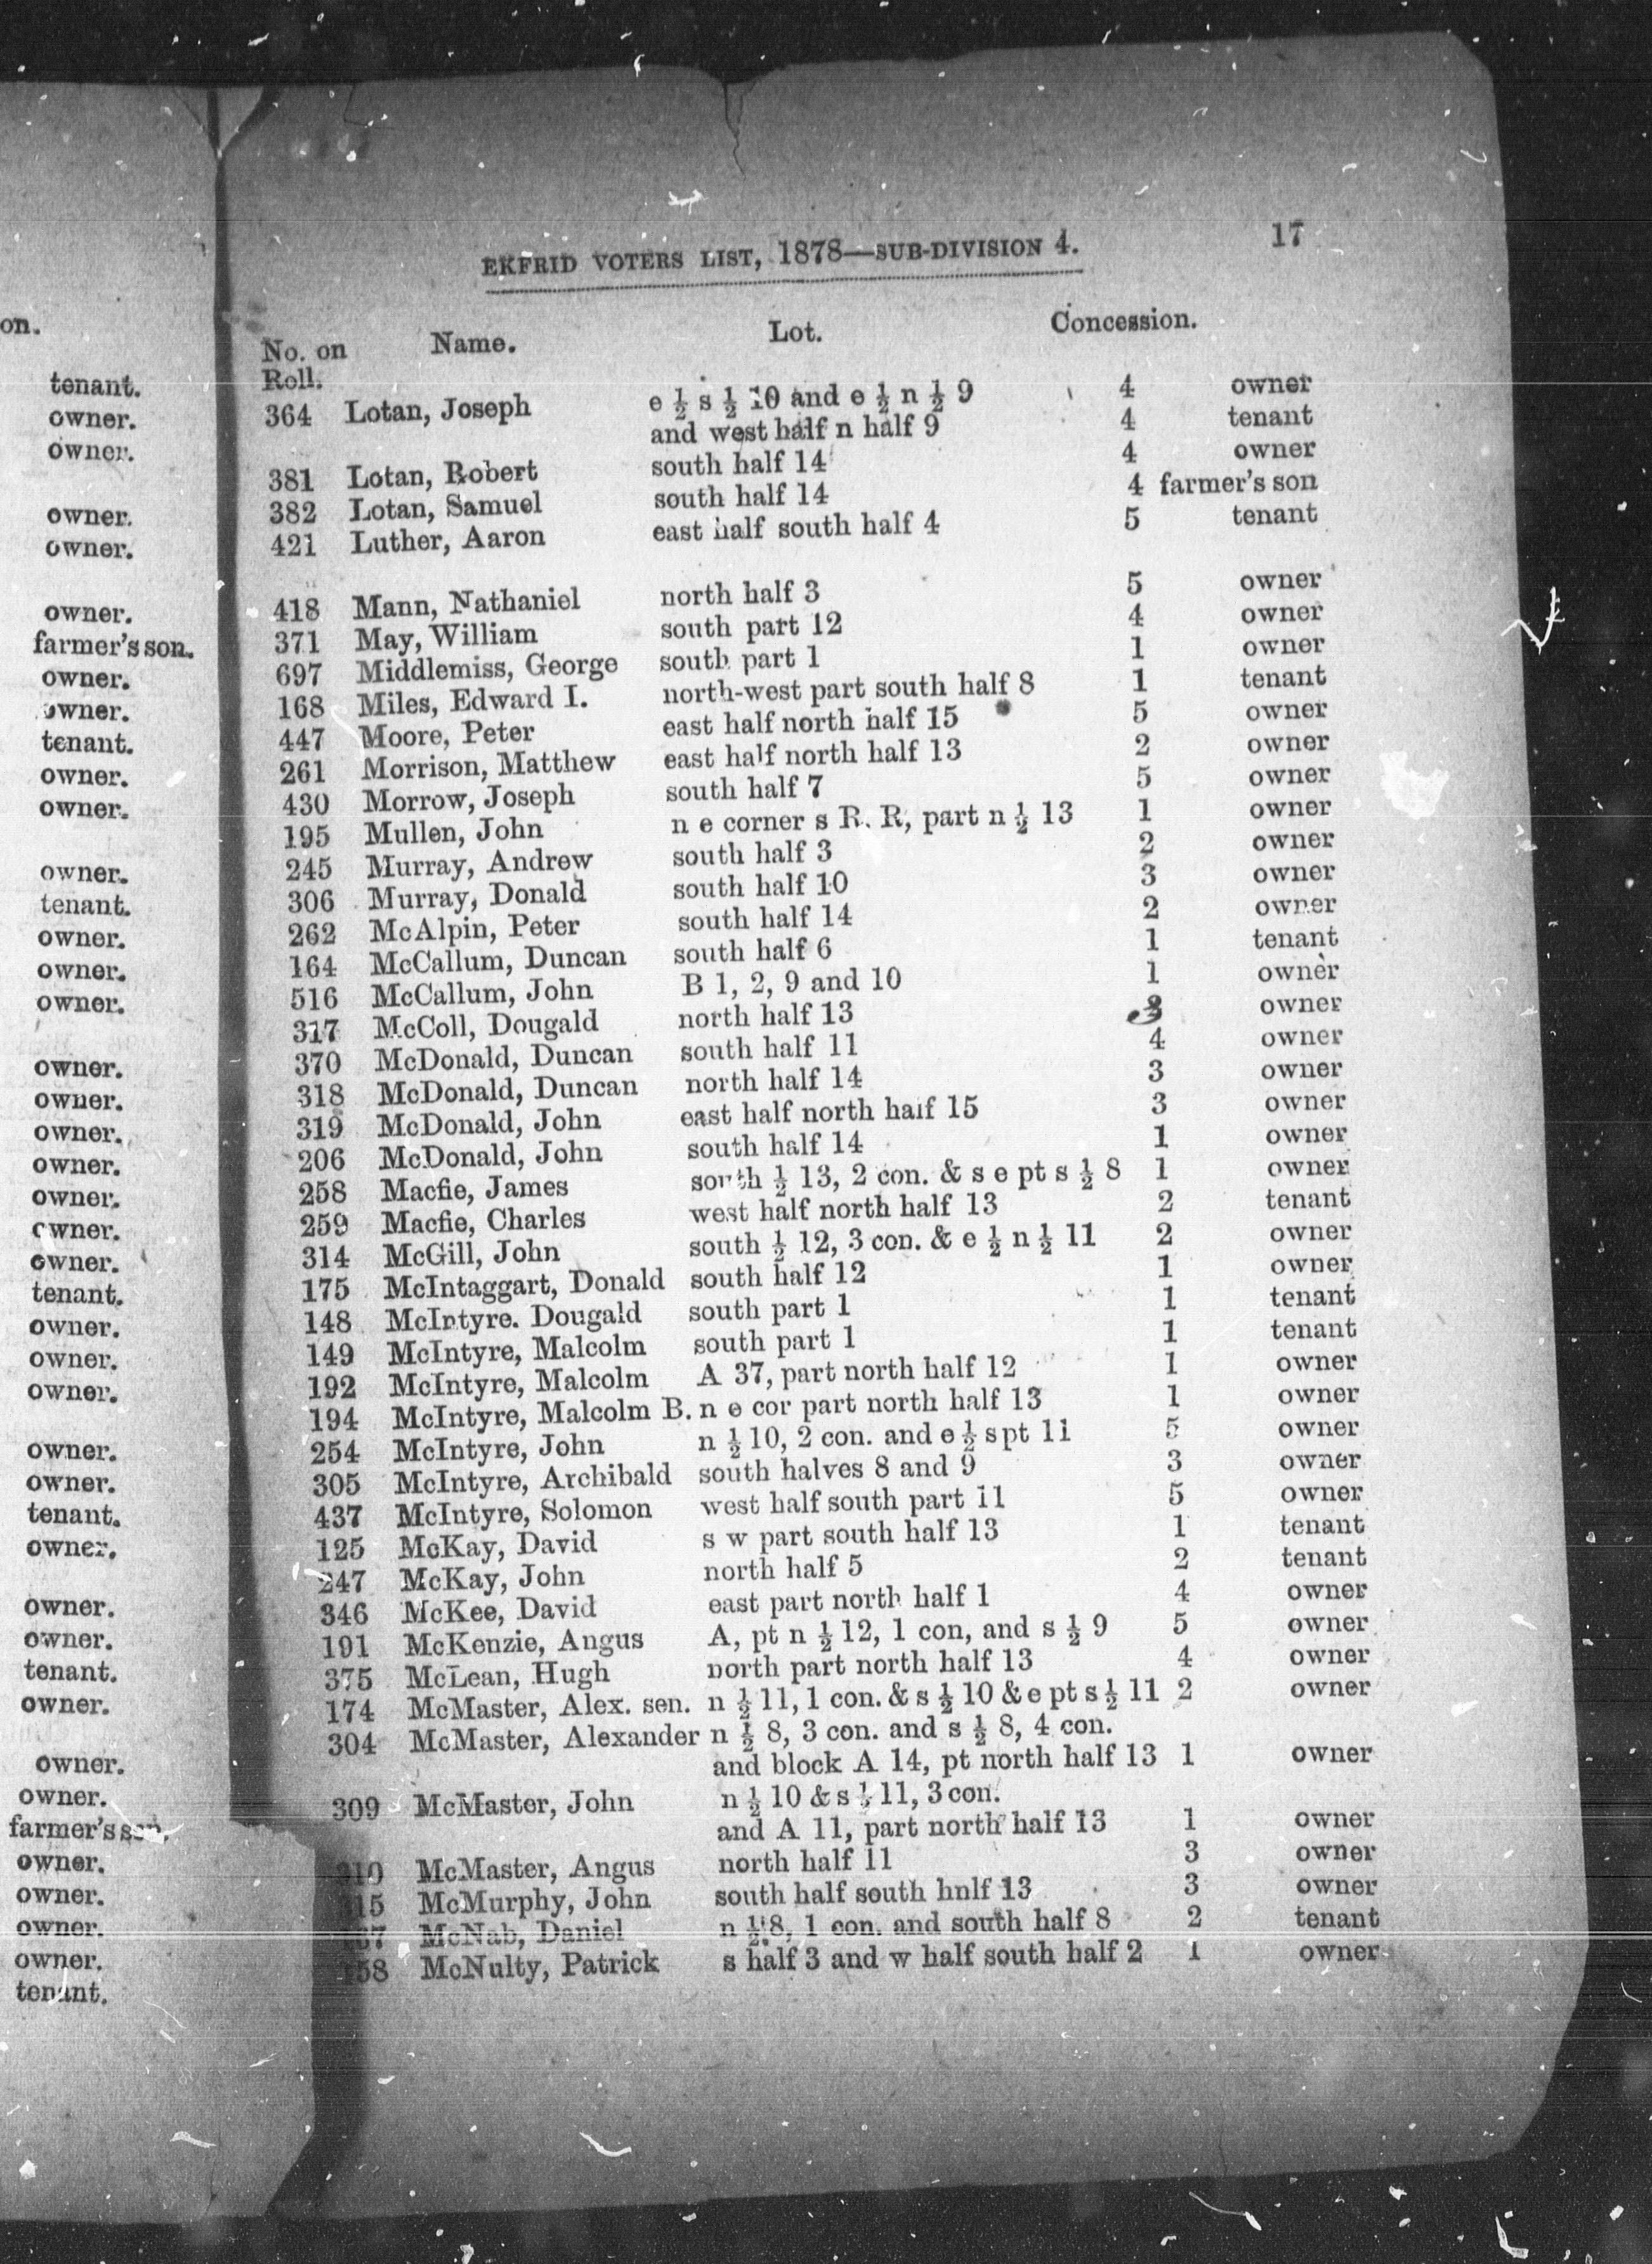 on.
tenant.
owner.
owner.
owner.
owner.
owner.
farmer's son.
owner.
owner.
tenant.
owner.
owner.
owner.
tenant.
owner.
owner.
owner.
owner.
owner.
owner.
owner.
owner.
owner.
owner.
tenant.
owner.
owner.
owner.
owner.
owner.
tenant.
owner.
owner.
owner.
tenant.
owner.
owner.
owner.
farmer's son.
owner.
owner.
owner.
owner.
tenant.
EKFRID VOTERS LIST, 1878—SUB-DIVISION 4. 17
No. on Roll. Name. Lot. Concession.
364 Lotan, Joseph e ½ s ½ 10 and e ½ n ½ 9 4 owner
and west half n half 9 4 tenant
381 Lotan, Robert south half 14 4 owner
382 Lotan, Samuel south half 14 4 farmer's son
421 Luther, Aaron east half south half 4 5 tenant
418 Mann, Nathaniel north half 3 5 owner
371 May, William south part 12 4 owner
697 Middlemiss, George south part 1 1 owner
168 Miles, Edward I. north-west part south half 8 1 tenant
447 Moore, Peter east half north half 15 5 owner
261 Morrison, Matthew east half north half 13 2 owner
430 Morrow, Joseph south half 7 5 owner
195 Mullen, John n e corner s R. R, part n ½ 13 1 owner
245 Murray, Andrew south half 3 2 owner
306 Murray, Donald south half 10 3 owner
262 McAlpin, Peter south half 14 2 owner
164 McCallum, Duncan south half 6 1 tenant
516 McCallum, John B 1, 2, 9 and 10 1 owner
317 McColl, Dougald north half 13 3 owner
370 McDonald, Duncan south half 11 4 owner
318 McDonald, Duncan north half 14 3 owner
319 McDonald, John east half north half 15 3 owner
206 McDonald, John south half 14 1 owner
258 Macfie, James south ½ 13, 2 con. & s e pt s ½ 8 1 owner
259 Macfie, Charles west half north half 13 2 tenant
314 McGill, John south ½ 12, 3 con. & e ½ n ½ 11 2 owner
175 McIntaggart, Donald south half 12 1 owner
148 McIntyre. Dougald south part 1 1 tenant
149 McIntyre, Malcolm south part 1 1 tenant
192 McIntyre, Malcolm A 37, part north half 12 1 owner
194 McIntyre, Malcolm B. n e cor part north half 13 1 owner
254 McIntyre, John n ½ 10, 2 con. and e ½ s pt 11 5 owner
305 McIntyre, Archibald south halves 8 and 9 3 owner
437 McIntyre, Solomon west half south part 11 5 owner
125 McKay, David s w part south half 13 1 tenant
247 McKay, John north half 5 2 tenant
346 McKee, David east part north half 1 4 owner
191 McKenzie, Angus A, pt n ½ 12, 1 con, and s ½ 9 5 owner
375 McLean, Hugh north part north half 13 4 owner
174 McMaster, Alex. sen. n ½ 11, 1 con. & s ½ 10 & e pt s ½ 11 2 owner
304 McMaster, Alexander n ½ 8, 3 con. and s ½ 8, 4 con.
and block A 14, pt north half 13 1 owner
309 McMaster, John n ½ 10 & s ½ 11, 3 con.
and A 11, part north half 13 1 owner
McMaster, Angus north half 11 3 owner
McMurphy, John south half south hnlf 13 3 owner
McNab, Daniel n ½ 8, 1 con. and south half 8 2 tenant
McNulty, Patrick s half 3 and w half south half 2 1 owner